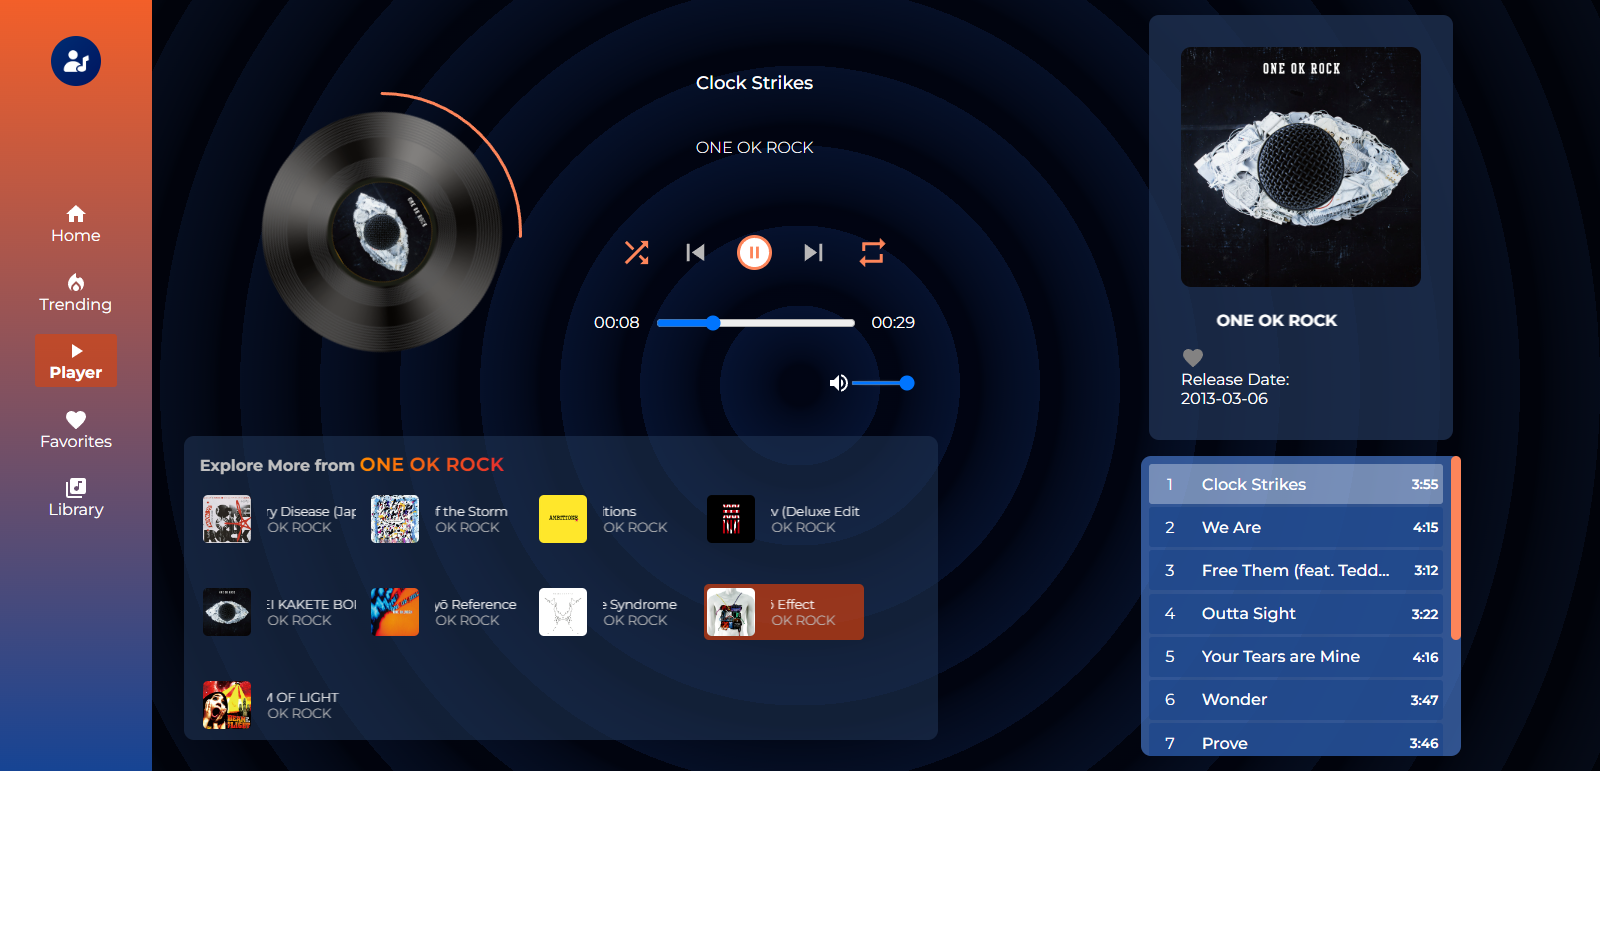 Home
Trending
Player
Favorites
Library
Clock Strikes
ONE OK ROCK
00:08
00:29
Explore More from ONE OK ROCK
ry Disease (Jap
OK ROCK
f the Storm
OK ROCK
itions
OK ROCK
v (Deluxe Edit
OK ROCK
EI KAKETE BOI
OK ROCK
yō Reference
OK ROCK
e Syndrome
OK ROCK
ō Effect
OK ROCK
M OF LIGHT
OK ROCK
AMBITIONS
ONE OK ROCK
ONE OK ROCK
ONE OK ROCK
Release Date:
2013-03-06
1 Clock Strikes 3:55
2 We Are 4:15
3 Free Them (feat. Tedd... 3:12
4 Outta Sight 3:22
5 Your Tears are Mine 4:16
6 Wonder 3:47
7 Prove 3:46